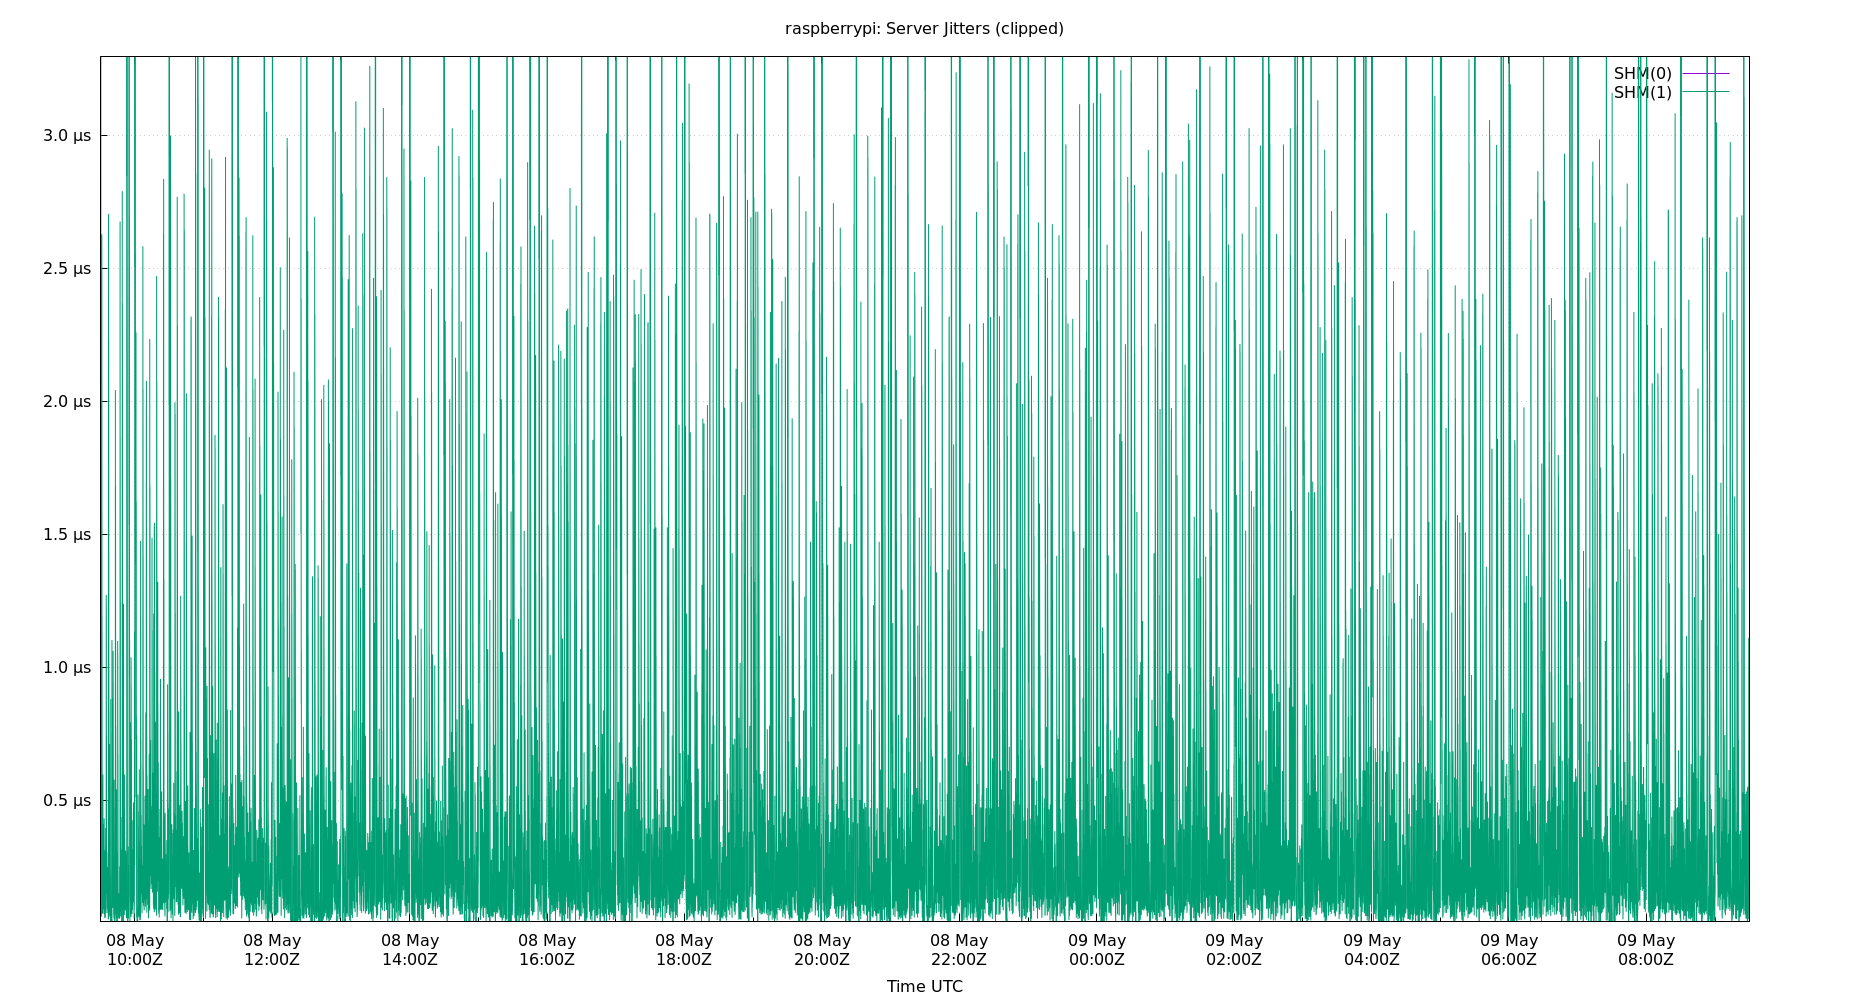 raspberrypi: Server Jitters (clipped)
SHM(0)
SHM(1)
3.0 µs
2.5 µs
2.0 µs
1.5 µs
1.0 µs
0.5 µs
08 May 08 May 08 May 08 May 08 May 08 May 08 May 09 May 09 May 09 May 09 May 09 May
10:00Z 12:00Z 14:00Z 16:00Z 18:00Z 20:00Z 22:00Z 00:00Z 02:00Z 04:00Z 06:00Z 08:00Z
Time UTC